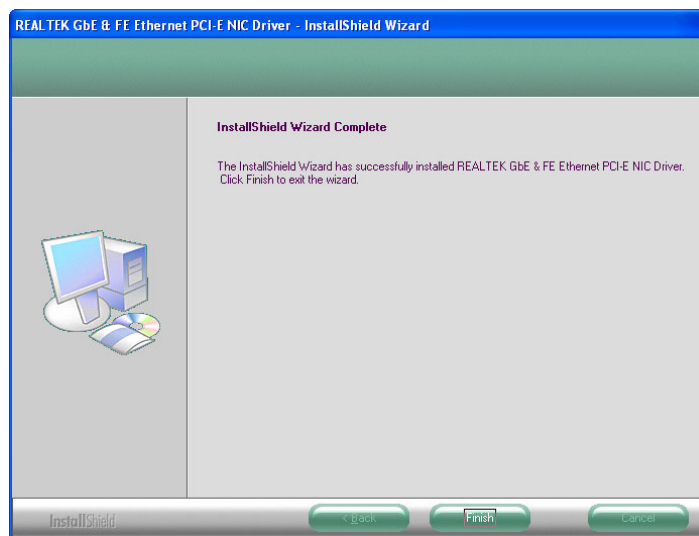 REALTEK GbE & FE Ethernet PCI-E NIC Driver - InstallShield Wizard
InstallShield Wizard Complete
The InstallShield Wizard has successfully installed REALTEK GbE & FE Ethernet PCI-E NIC Driver.
Click Finish to exit the wizard.
InstallShield
< Back
Finish
Cancel